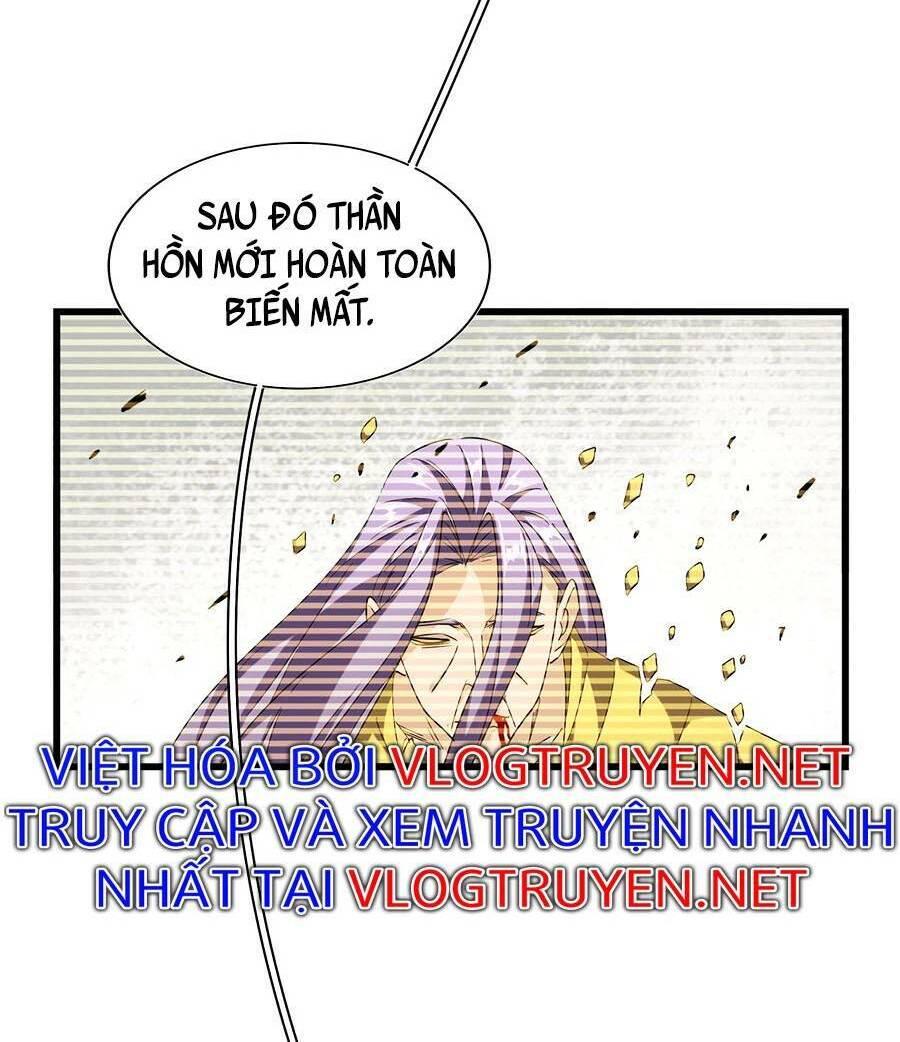 SAU ĐÓ THẦN
HỒN MỚI HOÀN TOÀN
BIẾN MẤT.
VIỆT HÓA BỞI VLOGTRUYEN.NET
TRUY CẬP VÀ XEM TRUYỆN NHANH
NHẤT TẠI VLOGTRUYEN.NET